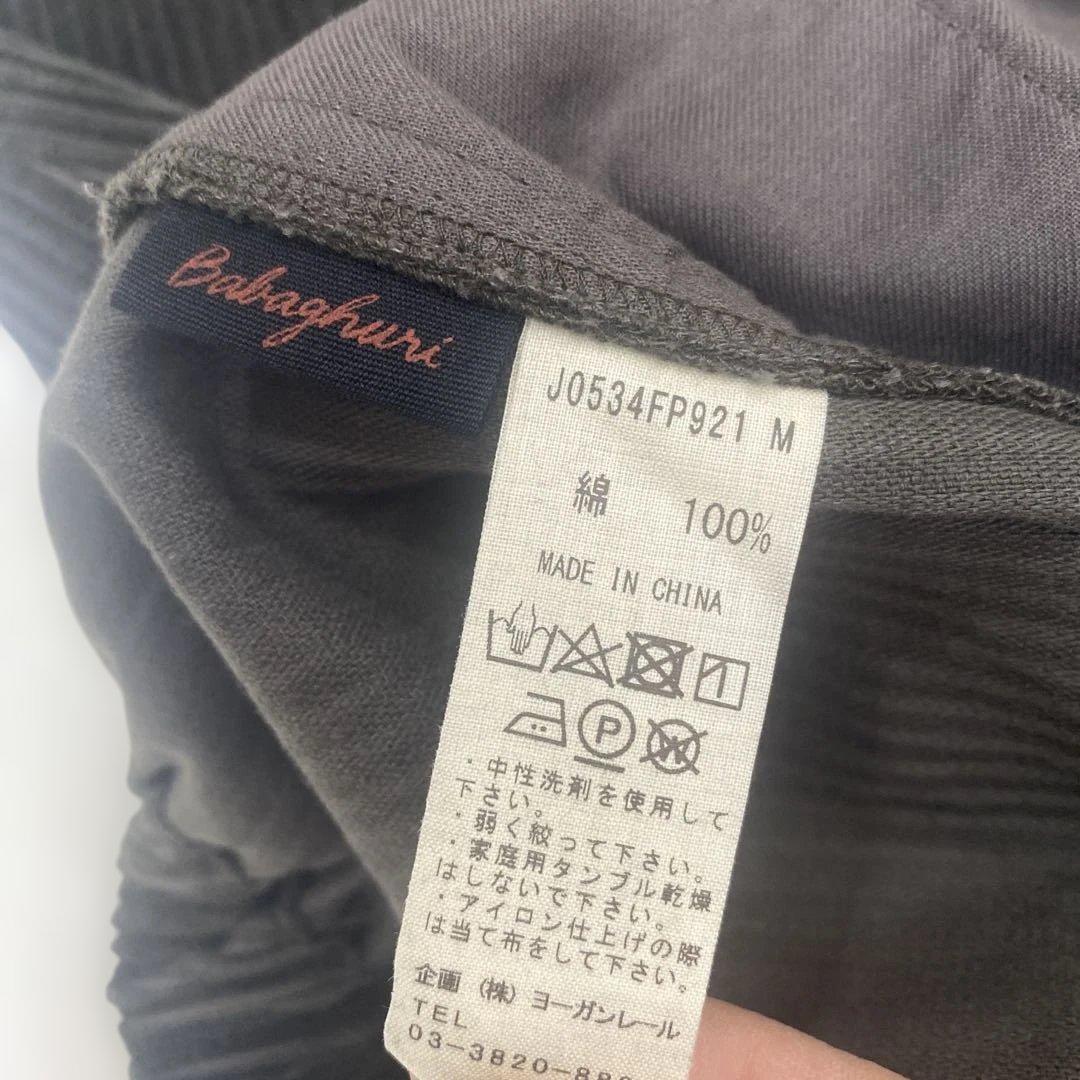 Babaghuri
J0534FP921 M
綿 100%
MADE IN CHINA
P
W
・中性洗剤を使用して
下さい。
・弱く絞って下さい。
・家庭用タンブル乾燥
はしないで下さい。
・アイロン仕上げの際
は当て布をして下さい。
企画 (株) ヨーガンレール
TEL